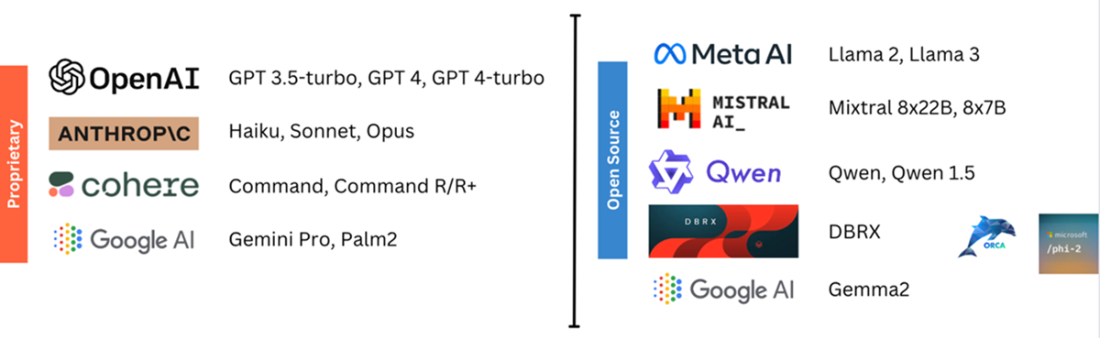 Proprietary
OpenAI
GPT 3.5-turbo, GPT 4, GPT 4-turbo
ANTHROP\C
Haiku, Sonnet, Opus
cohere
Command, Command R/R+
Google AI
Gemini Pro, Palm2
Open Source
Meta AI
Llama 2, Llama 3
MISTRAL
AI_
Mixtral 8x22B, 8x7B
Qwen
Qwen, Qwen 1.5
DBRX
DBRX
ORCA
microsoft
/phi-2
Google AI
Gemma2